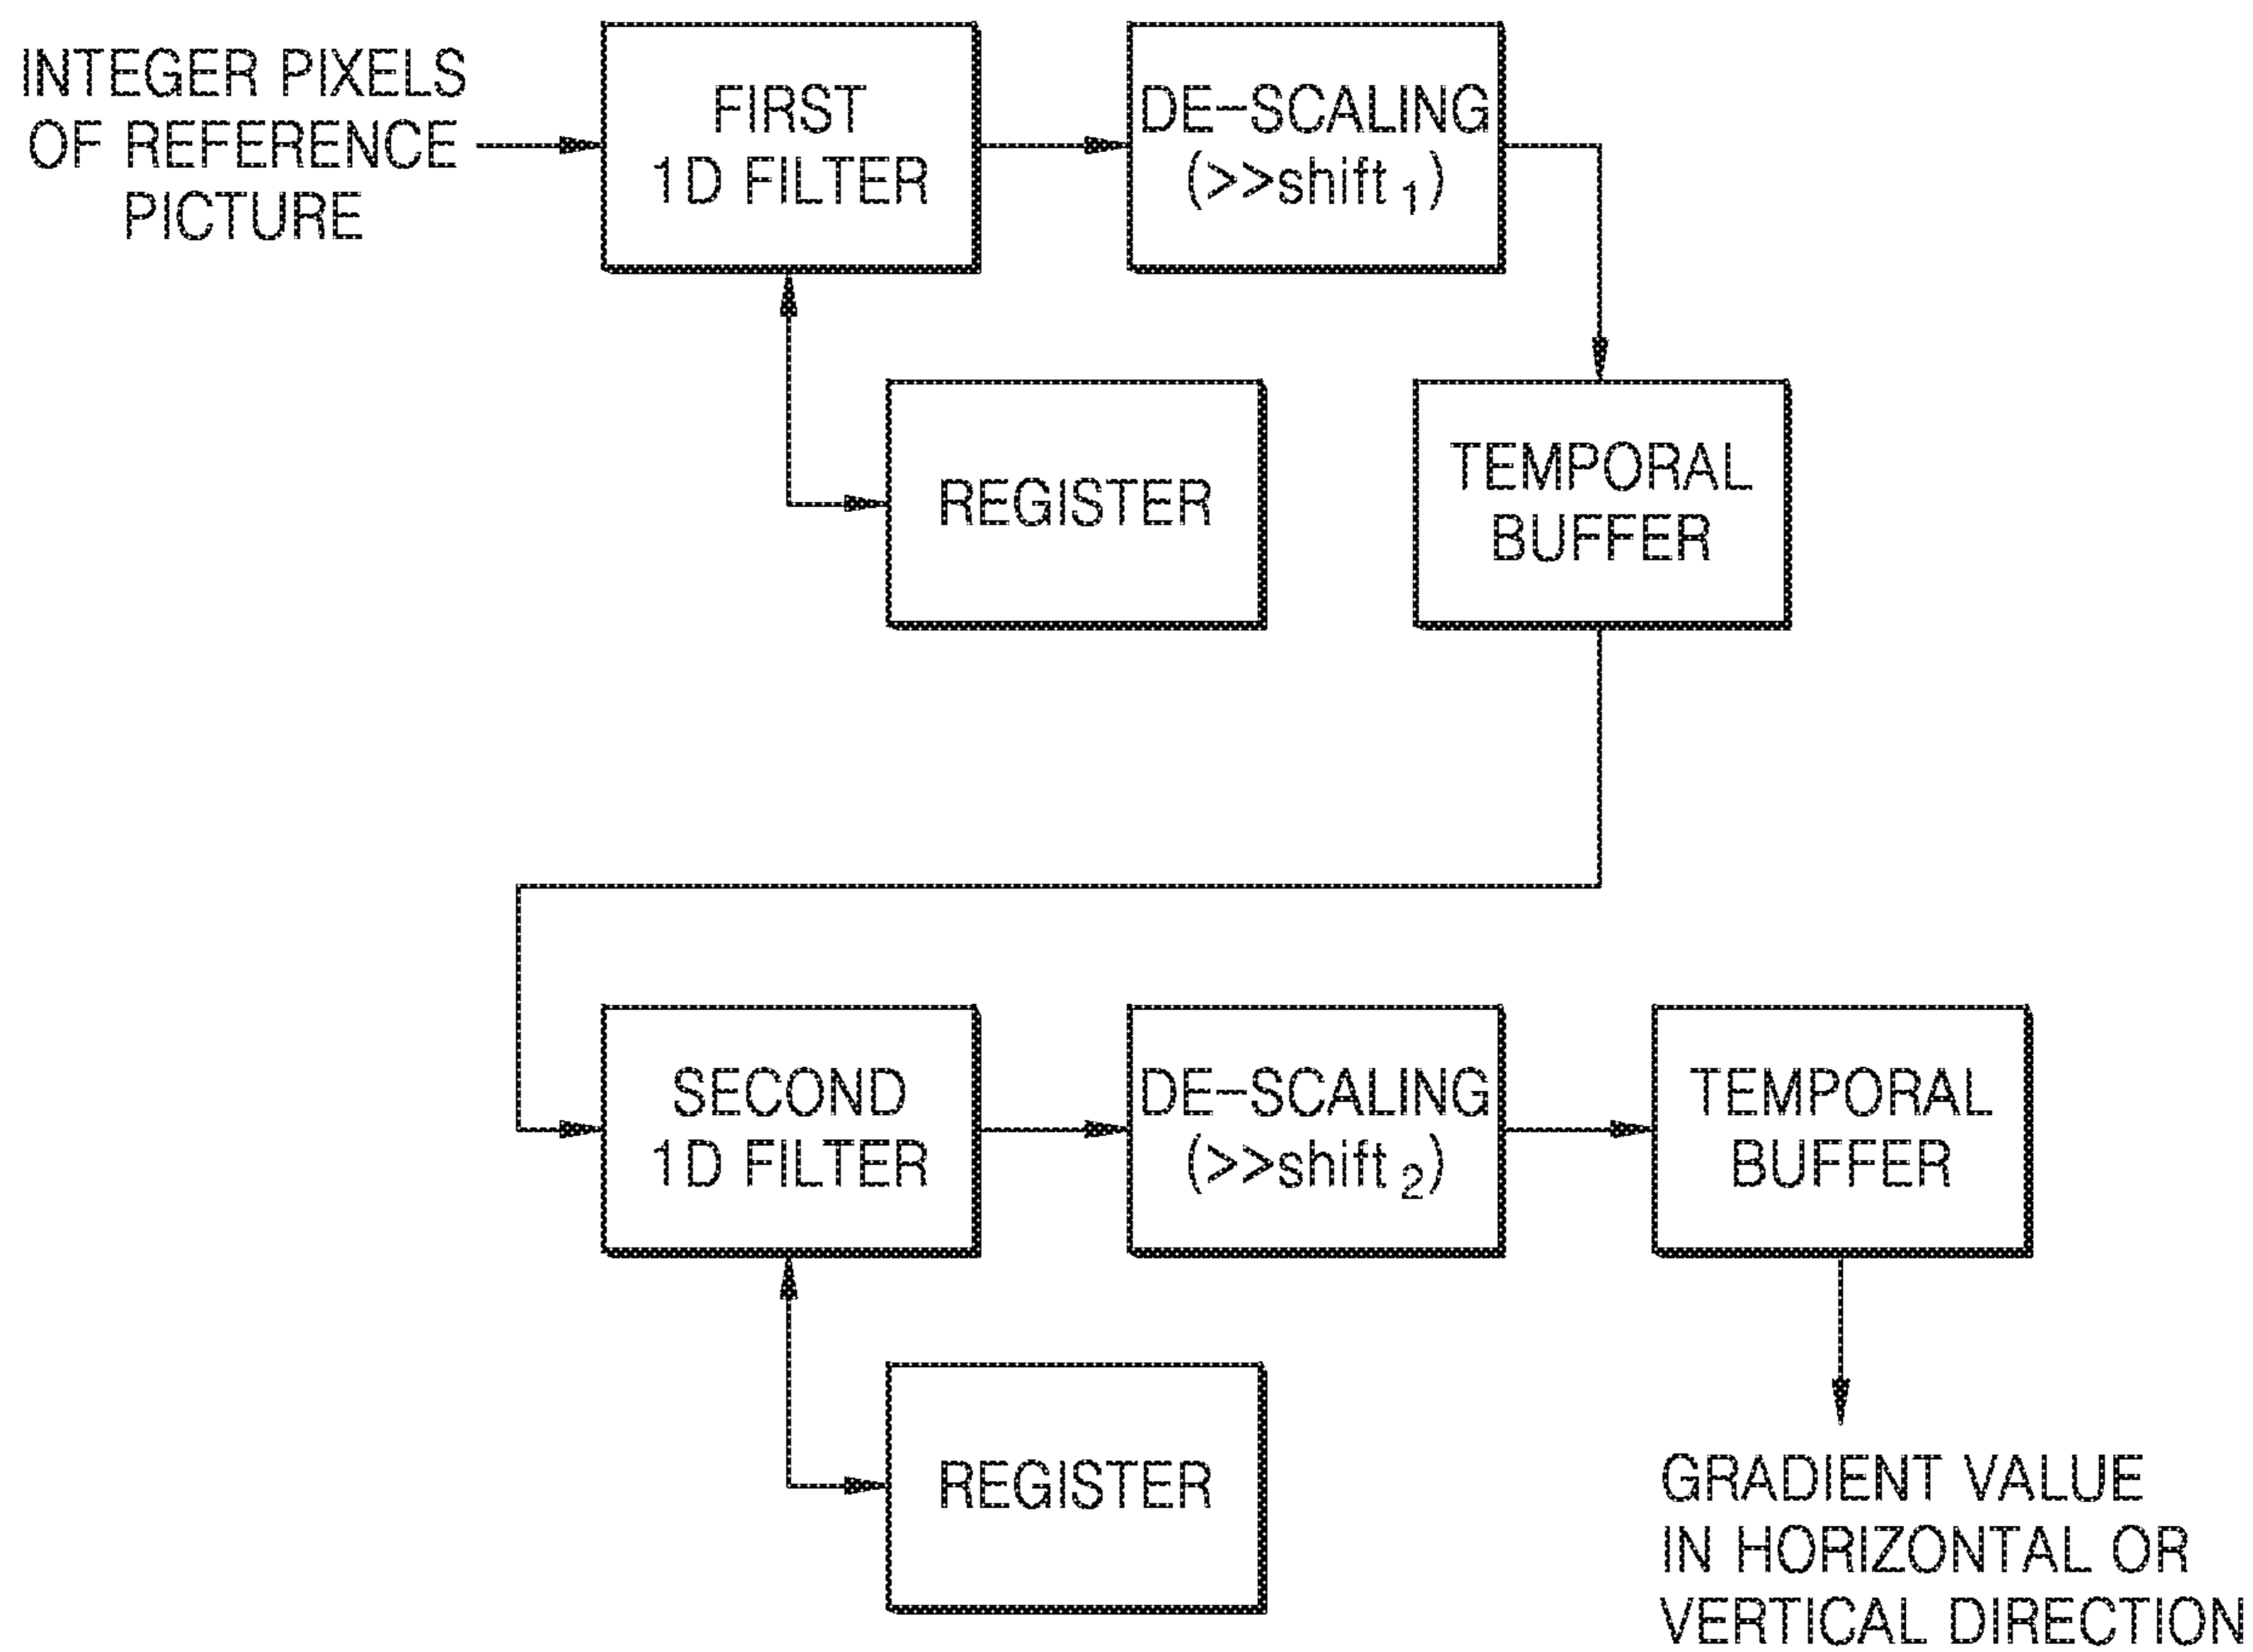 INTEGER PIXELS
OF REFERENCE
PICTURE
FIRST
1D FILTER
DE-SCALING
(>>shift 1)
REGISTER
TEMPORAL
BUFFER
SECOND
1D FILTER
DE-SCALING
(>>shift 2)
TEMPORAL
BUFFER
REGISTER
GRADIENT VALUE
IN HORIZONTAL OR
VERTICAL DIRECTION